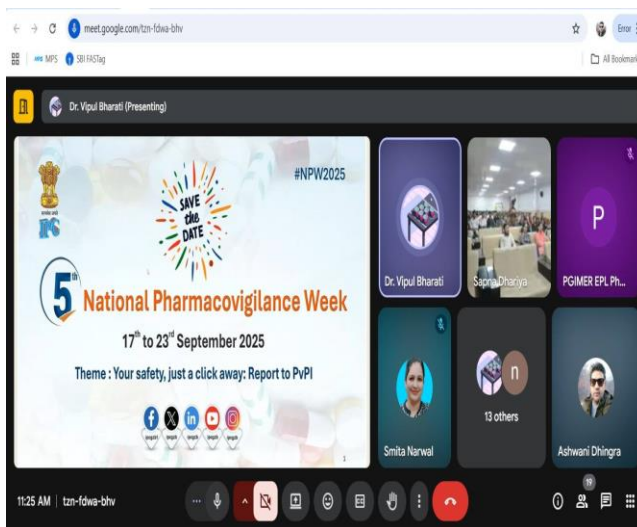 meet.google.com/tzn-fdwa-bhv
Error
MPS
SBI FASTag
All Bookmark
Dr. Vipul Bharati (Presenting)
#NPW2025
SAVE
the
DATE
IPC
5th National Pharmacovigilance Week
17th to 23rd September 2025
Theme : Your safety, just a click away: Report to PvPI
Dr. Vipul Bharati
Sapna Dhariya
P
PGIMER EPL Ph...
Smita Narwal
n
13 others
Ashwani Dhingra
11:25 AM | tzn-fdwa-bhv
19